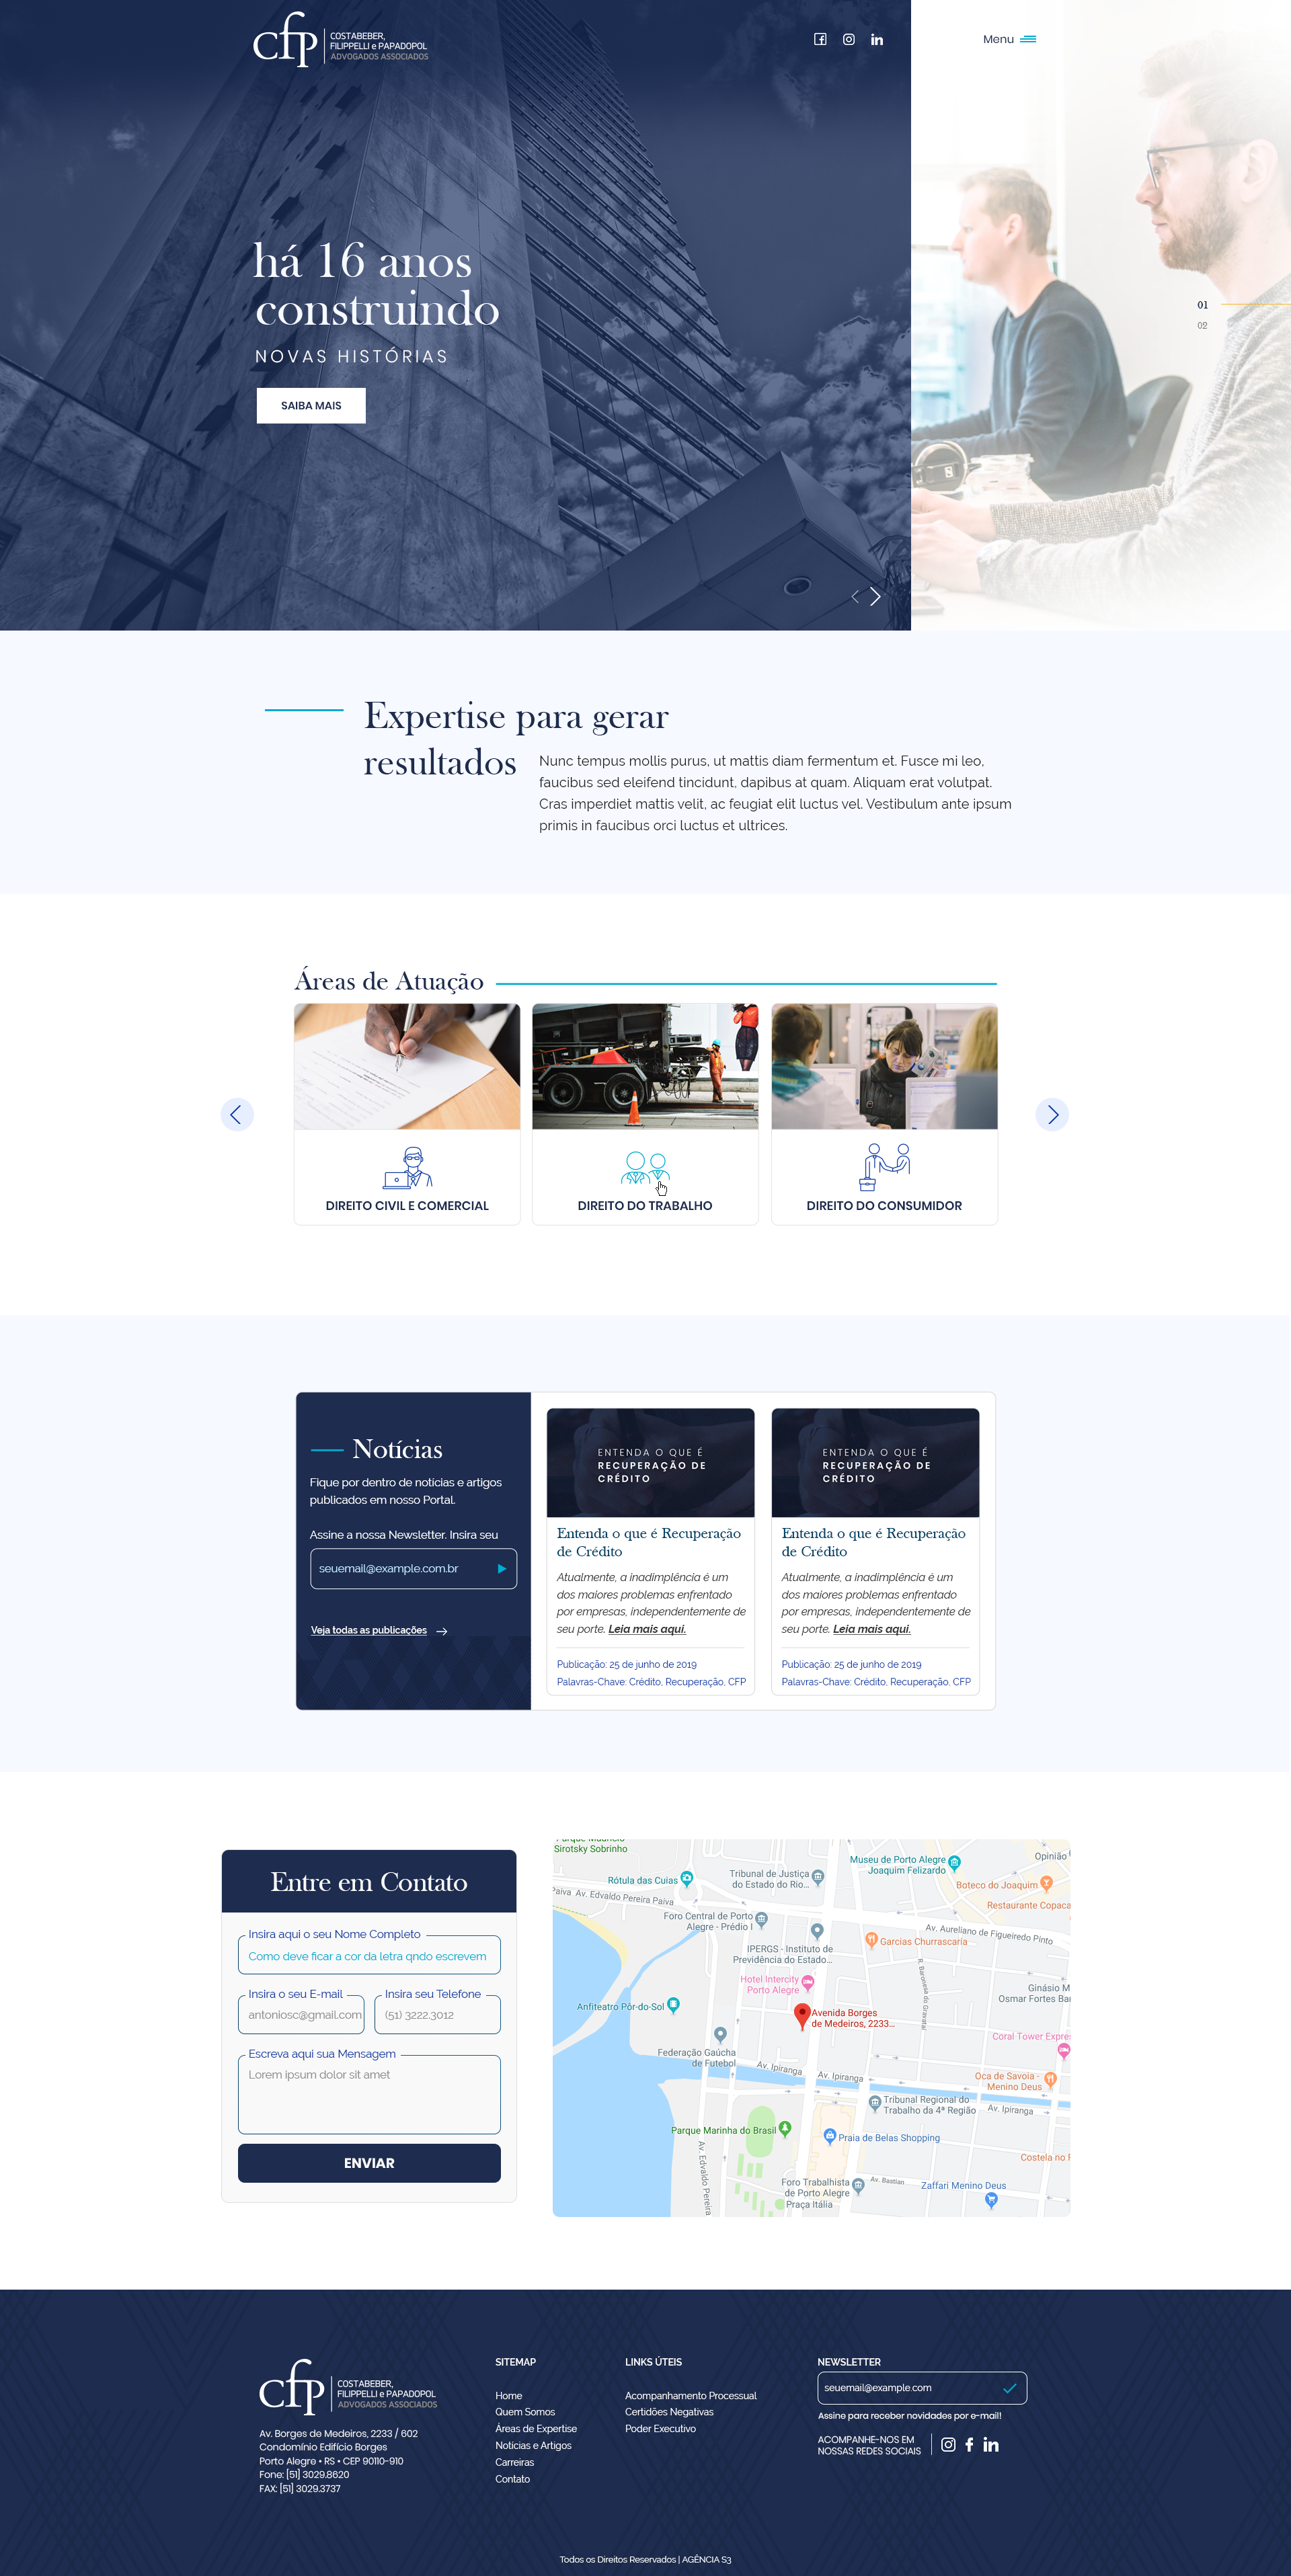 cfp
COSTABEBER,
FILIPPELLI e PAPADOPOL
ADVOGADOS ASSOCIADOS
Menu
há 16 anos
construindo
NOVAS HISTÓRIAS
SAIBA MAIS
01
02
Expertise para gerar
resultados
Nunc tempus mollis purus, ut mattis diam fermentum et. Fusce mi leo,
faucibus sed eleifend tincidunt, dapibus at quam. Aliquam erat volutpat.
Cras imperdiet mattis velit, ac feugiat elit luctus vel. Vestibulum ante ipsum
primis in faucibus orci luctus et ultrices.
Áreas de Atuação
DIREITO CIVIL E COMERCIAL
DIREITO DO TRABALHO
DIREITO DO CONSUMIDOR
Notícias
Fique por dentro de notícias e artigos
publicados em nosso Portal.
Assine a nossa Newsletter. Insira seu
seuemail@example.com.br
Veja todas as publicações
ENTENDA O QUE É
RECUPERAÇÃO DE
CRÉDITO
Entenda o que é Recuperação
de Crédito
Atualmente, a inadimplência é um
dos maiores problemas enfrentado
por empresas, independentemente de
seu porte. Leia mais aqui.
Publicação: 25 de junho de 2019
Palavras-Chave: Crédito, Recuperação, CFP
ENTENDA O QUE É
RECUPERAÇÃO DE
CRÉDITO
Entenda o que é Recuperação
de Crédito
Atualmente, a inadimplência é um
dos maiores problemas enfrentado
por empresas, independentemente de
seu porte. Leia mais aqui.
Publicação: 25 de junho de 2019
Palavras-Chave: Crédito, Recuperação, CFP
Entre em Contato
Insira aqui o seu Nome Completo
Como deve ficar a cor da letra qndo escrevem
Insira o seu E-mail
antoniosc@gmail.com
Insira seu Telefone
(51) 3222.3012
Escreva aqui sua Mensagem
Lorem ipsum dolor sit amet
ENVIAR
Sirotsky Sobrinho
Rótula das Cuias
Tribunal de Justiça
do Estado do Rio...
Museu de Porto Alegre
Joaquim Felizardo
Opinião
Boteco do Joaquim
Restaurante Copaca
Paiva
Av. Edvaldo Pereira Paiva
Foro Central de Porto
Alegre - Prédio I
Av. Aureliano de Figueiredo Pinto
Garcias Churrascaria
IPERGS - Instituto de
Previdência do Estado...
Hotel Intercity
Porto Alegre
R. Baronesa do Gravataí
Ginásio M
Osmar Fortes Bar
Anfiteatro Pôr-do-Sol
Avenida Borges
de Medeiros, 2233...
Coral Tower Expres
Federação Gaúcha
de Futebol
Av. Ipiranga
Av. Ipiranga
Oca de Savoia -
Menino Deus
Tribunal Regional do
Trabalho da 4ª Região
Av. Ipiranga
Parque Marinha do Brasil
Praia de Belas Shopping
Av. Edvaldo Pereira
Costela no R
Foro Trabalhista
de Porto Alegre
Praça Itália
Av. Bastian
Zaffari Menino Deus
cfp
COSTABEBER,
FILIPPELLI e PAPADOPOL
ADVOGADOS ASSOCIADOS
Av. Borges de Medeiros, 2233 / 602
Condomínio Edifício Borges
Porto Alegre • RS • CEP 90110-910
Fone: [51] 3029.8620
FAX: [51] 3029.3737
SITEMAP
Home
Quem Somos
Áreas de Expertise
Notícias e Artigos
Carreiras
Contato
LINKS ÚTEIS
Acompanhamento Processual
Certidões Negativas
Poder Executivo
NEWSLETTER
seuemail@example.com
Assine para receber novidades por e-mail!
ACOMPANHE-NOS EM
NOSSAS REDES SOCIAIS
Todos os Direitos Reservados | AGÊNCIA S3